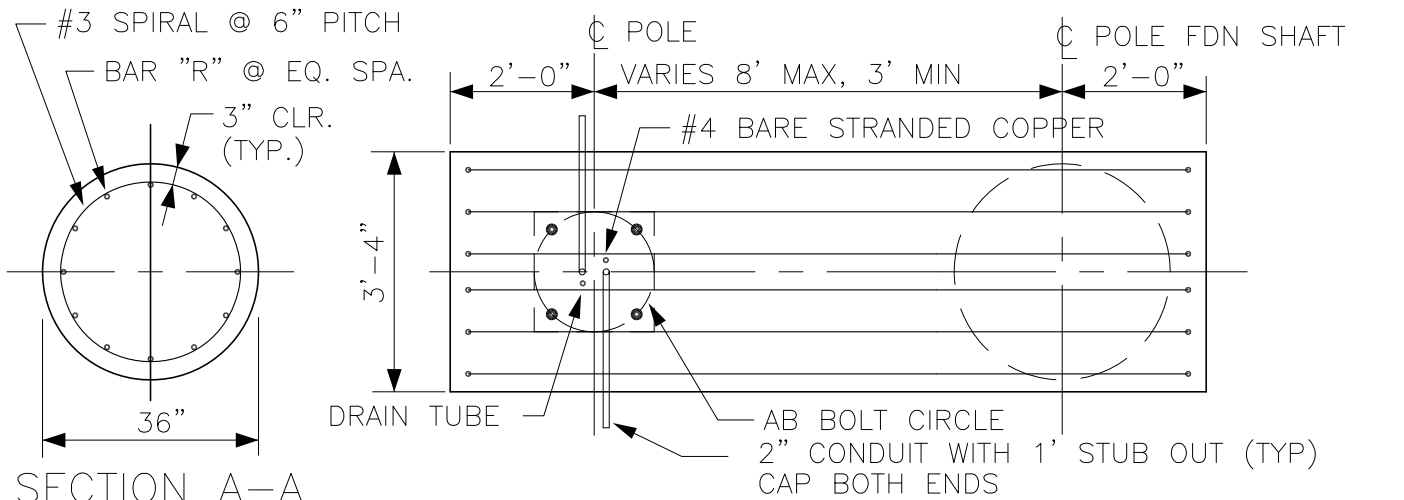 #3 SPIRAL @ 6" PITCH
BAR "R" @ EQ. SPA.
3" CLR.
(TYP.)
36"
SECTION A-A
℄ POLE
℄ POLE FDN SHAFT
2'-0"
VARIES 8' MAX, 3' MIN
2'-0"
#4 BARE STRANDED COPPER
3'-4"
DRAIN TUBE
AB BOLT CIRCLE
2" CONDUIT WITH 1' STUB OUT (TYP)
CAP BOTH ENDS